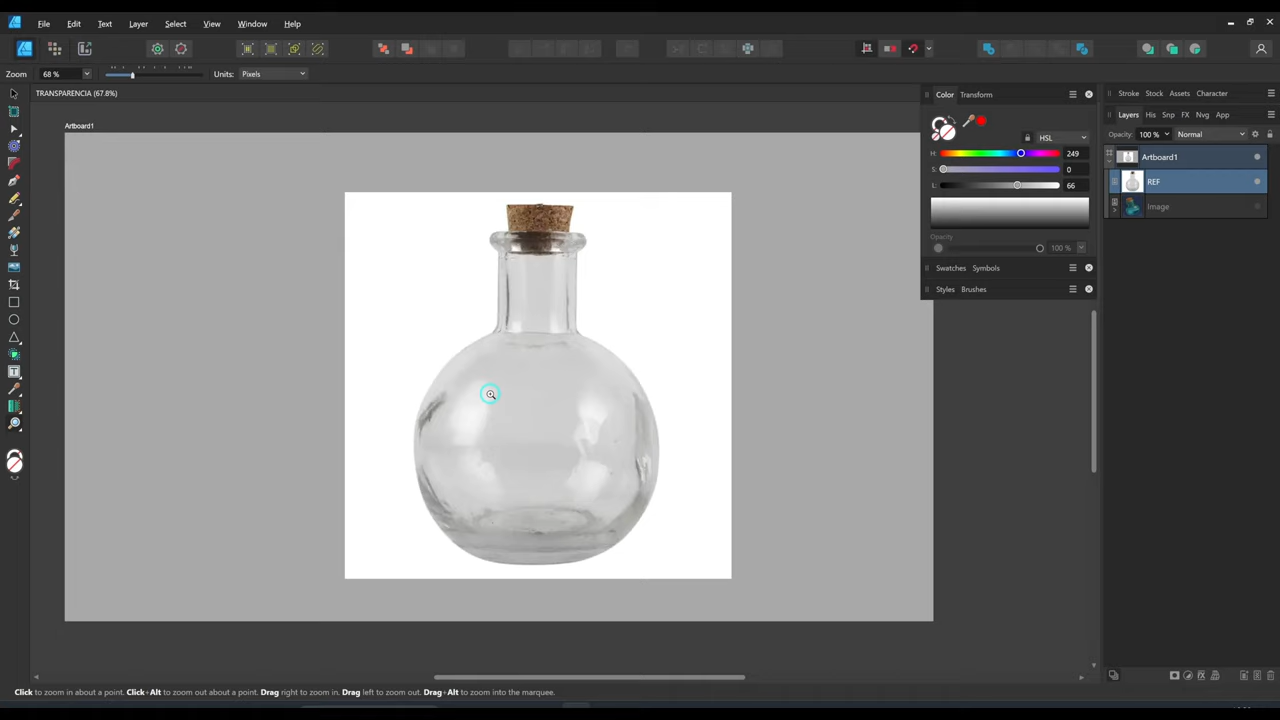 File Edit Text Layer Select View Window Help
Zoom 68 % Units: Pixels
TRANSPARENCIA (67.8%)
Artboard1
Color Transform
HSL
H: 249
S: 0
L: 66
Opacity
100 %
Swatches Symbols
Styles Brushes
Stroke Stock Assets Character
Layers His Snp FX Nvg App
Opacity: 100 % Normal
Artboard1
REF
Image
Click to zoom in about a point. Click+Alt to zoom out about a point. Drag right to zoom in. Drag left to zoom out. Drag+Alt to zoom into the marquee.